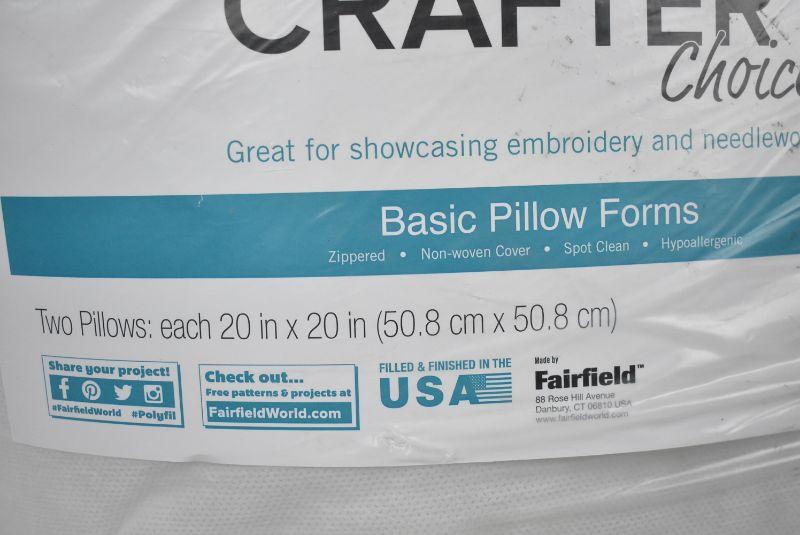 CRAFTER
Choic
Great for showcasing embroidery and needlewo
Basic Pillow Forms
Zippered • Non-woven Cover • Spot Clean • Hypoallergenic
Two Pillows: each 20 in x 20 in (50.8 cm x 50.8 cm)
Share your project!
#FairfieldWorld #Polyfil
Check out...
Free patterns & projects at
FairfieldWorld.com
FILLED & FINISHED IN THE
USA
Made by
Fairfield™
88 Rose Hill Avenue
Danbury, CT 06810 USA
www.fairfieldworld.com